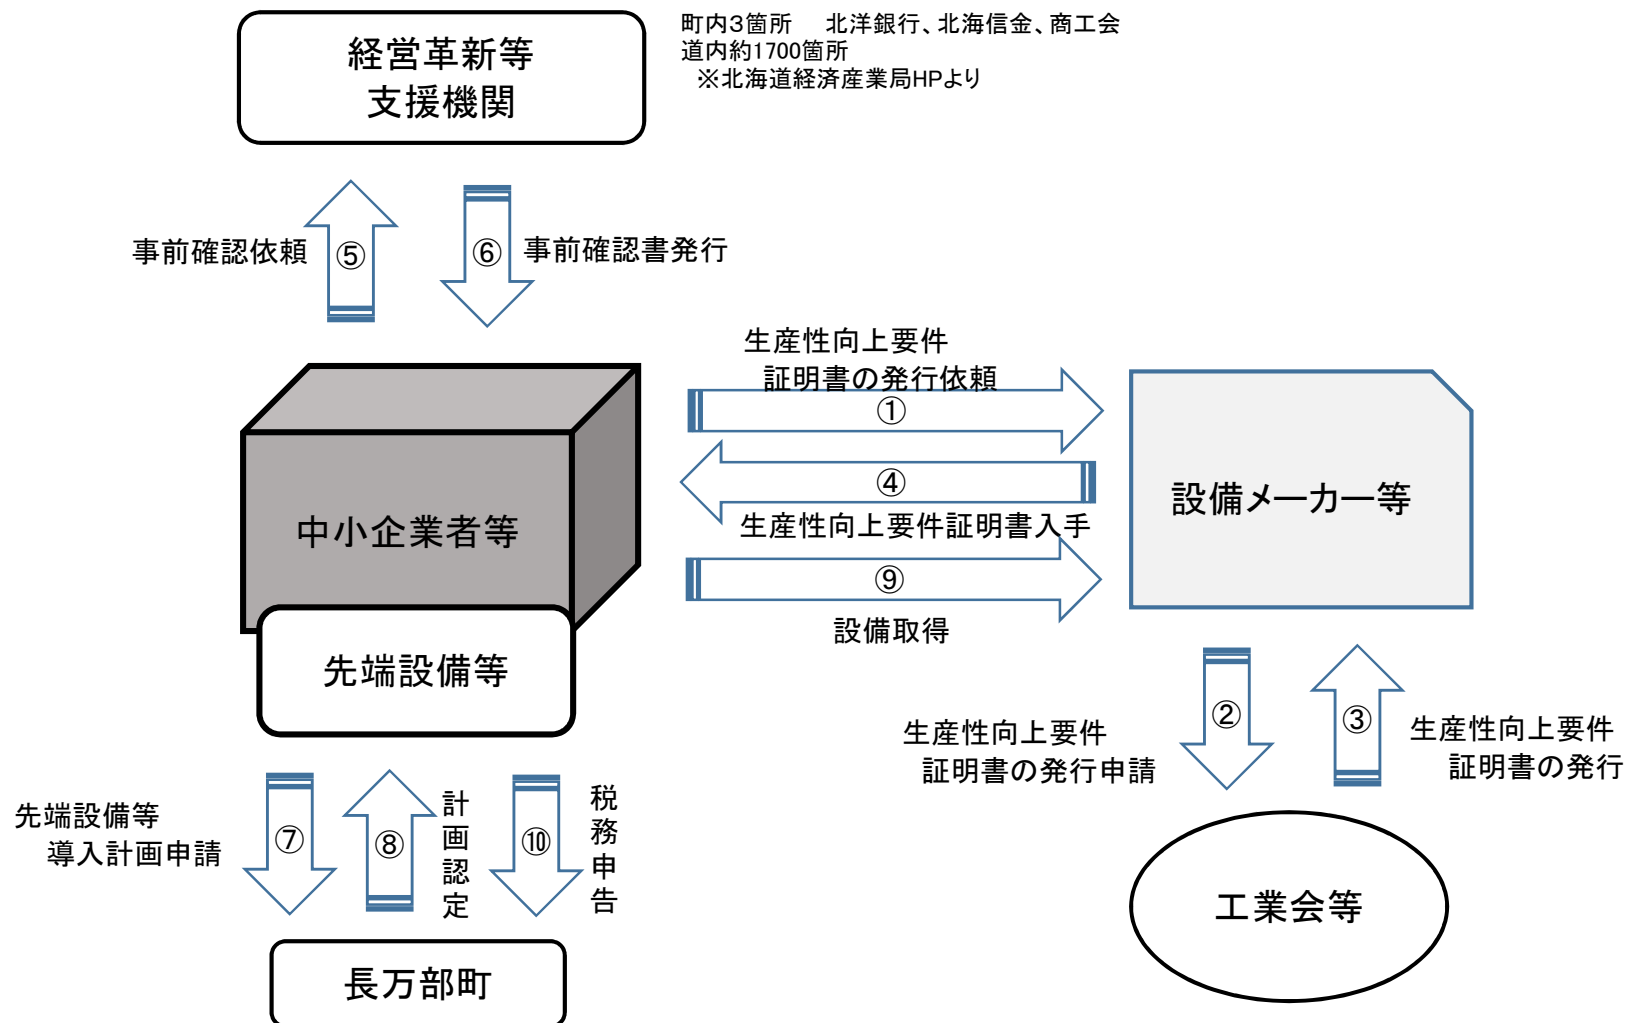 町内3箇所　北洋銀行、北海信金、商工会
道内約1700箇所
※北海道経済産業局HPより
経営革新等
支援機関
事前確認依頼
⑤
⑥
事前確認書発行
生産性向上要件
証明書の発行依頼
①
④
生産性向上要件証明書入手
⑨
設備取得
中小企業者等
先端設備等
設備メーカー等
生産性向上要件
証明書の発行申請
②
③
生産性向上要件
証明書の発行
工業会等
先端設備等
導入計画申請
⑦
⑧
計画認定
⑩
税務申告
長万部町